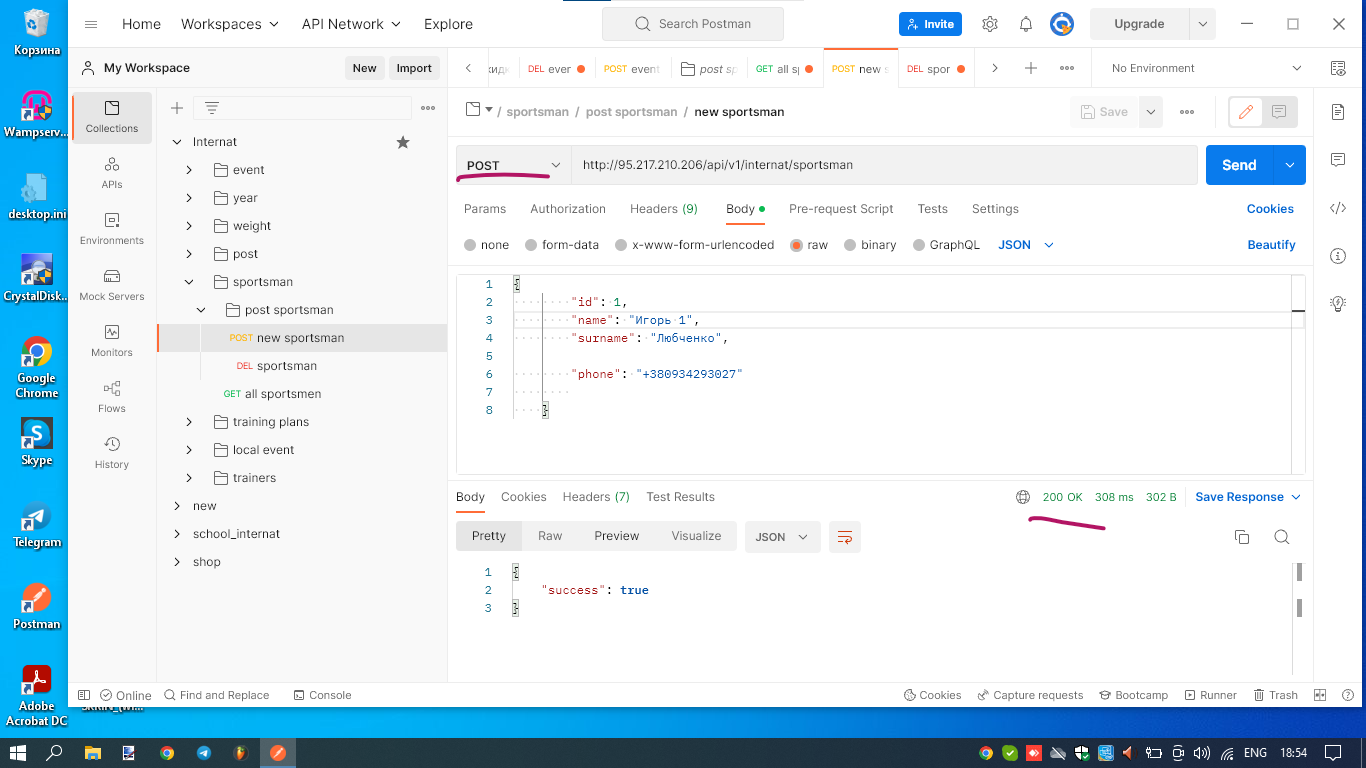 Корзина
Wampserv...
desktop.ini
CrystalDisk...
Google
Chrome
Skype
Telegram
Postman
Adobe
Acrobat DC
Home Workspaces API Network Explore
Search Postman
Invite
Upgrade
My Workspace
New Import
DEL ever
POST event
post sp
GET all s
POST new s
DEL spor
No Environment
Collections
APIs
Environments
Mock Servers
Monitors
Flows
History
Internat
event
year
weight
post
sportsman
post sportsman
POST new sportsman
DEL sportsman
GET all sportsmen
training plans
local event
trainers
new
school_internat
shop
/ sportsman / post sportsman / new sportsman
Save
POST http://95.217.210.206/api/v1/internat/sportsman
Send
Params Authorization Headers (9) Body Pre-request Script Tests Settings
Cookies
none form-data x-www-form-urlencoded raw binary GraphQL JSON
Beautify
1 {
2 "id": 1,
3 "name": "Игорь 1",
4 "surname": "Любченко",
5
6 "phone": "+380934293027"
7
8 }
Body Cookies Headers (7) Test Results
200 OK 308 ms 302 B Save Response
Pretty Raw Preview Visualize JSON
1 {
2 "success": true
3 }
Online Find and Replace Console
Cookies Capture requests Bootcamp Runner Trash
ENG 18:54